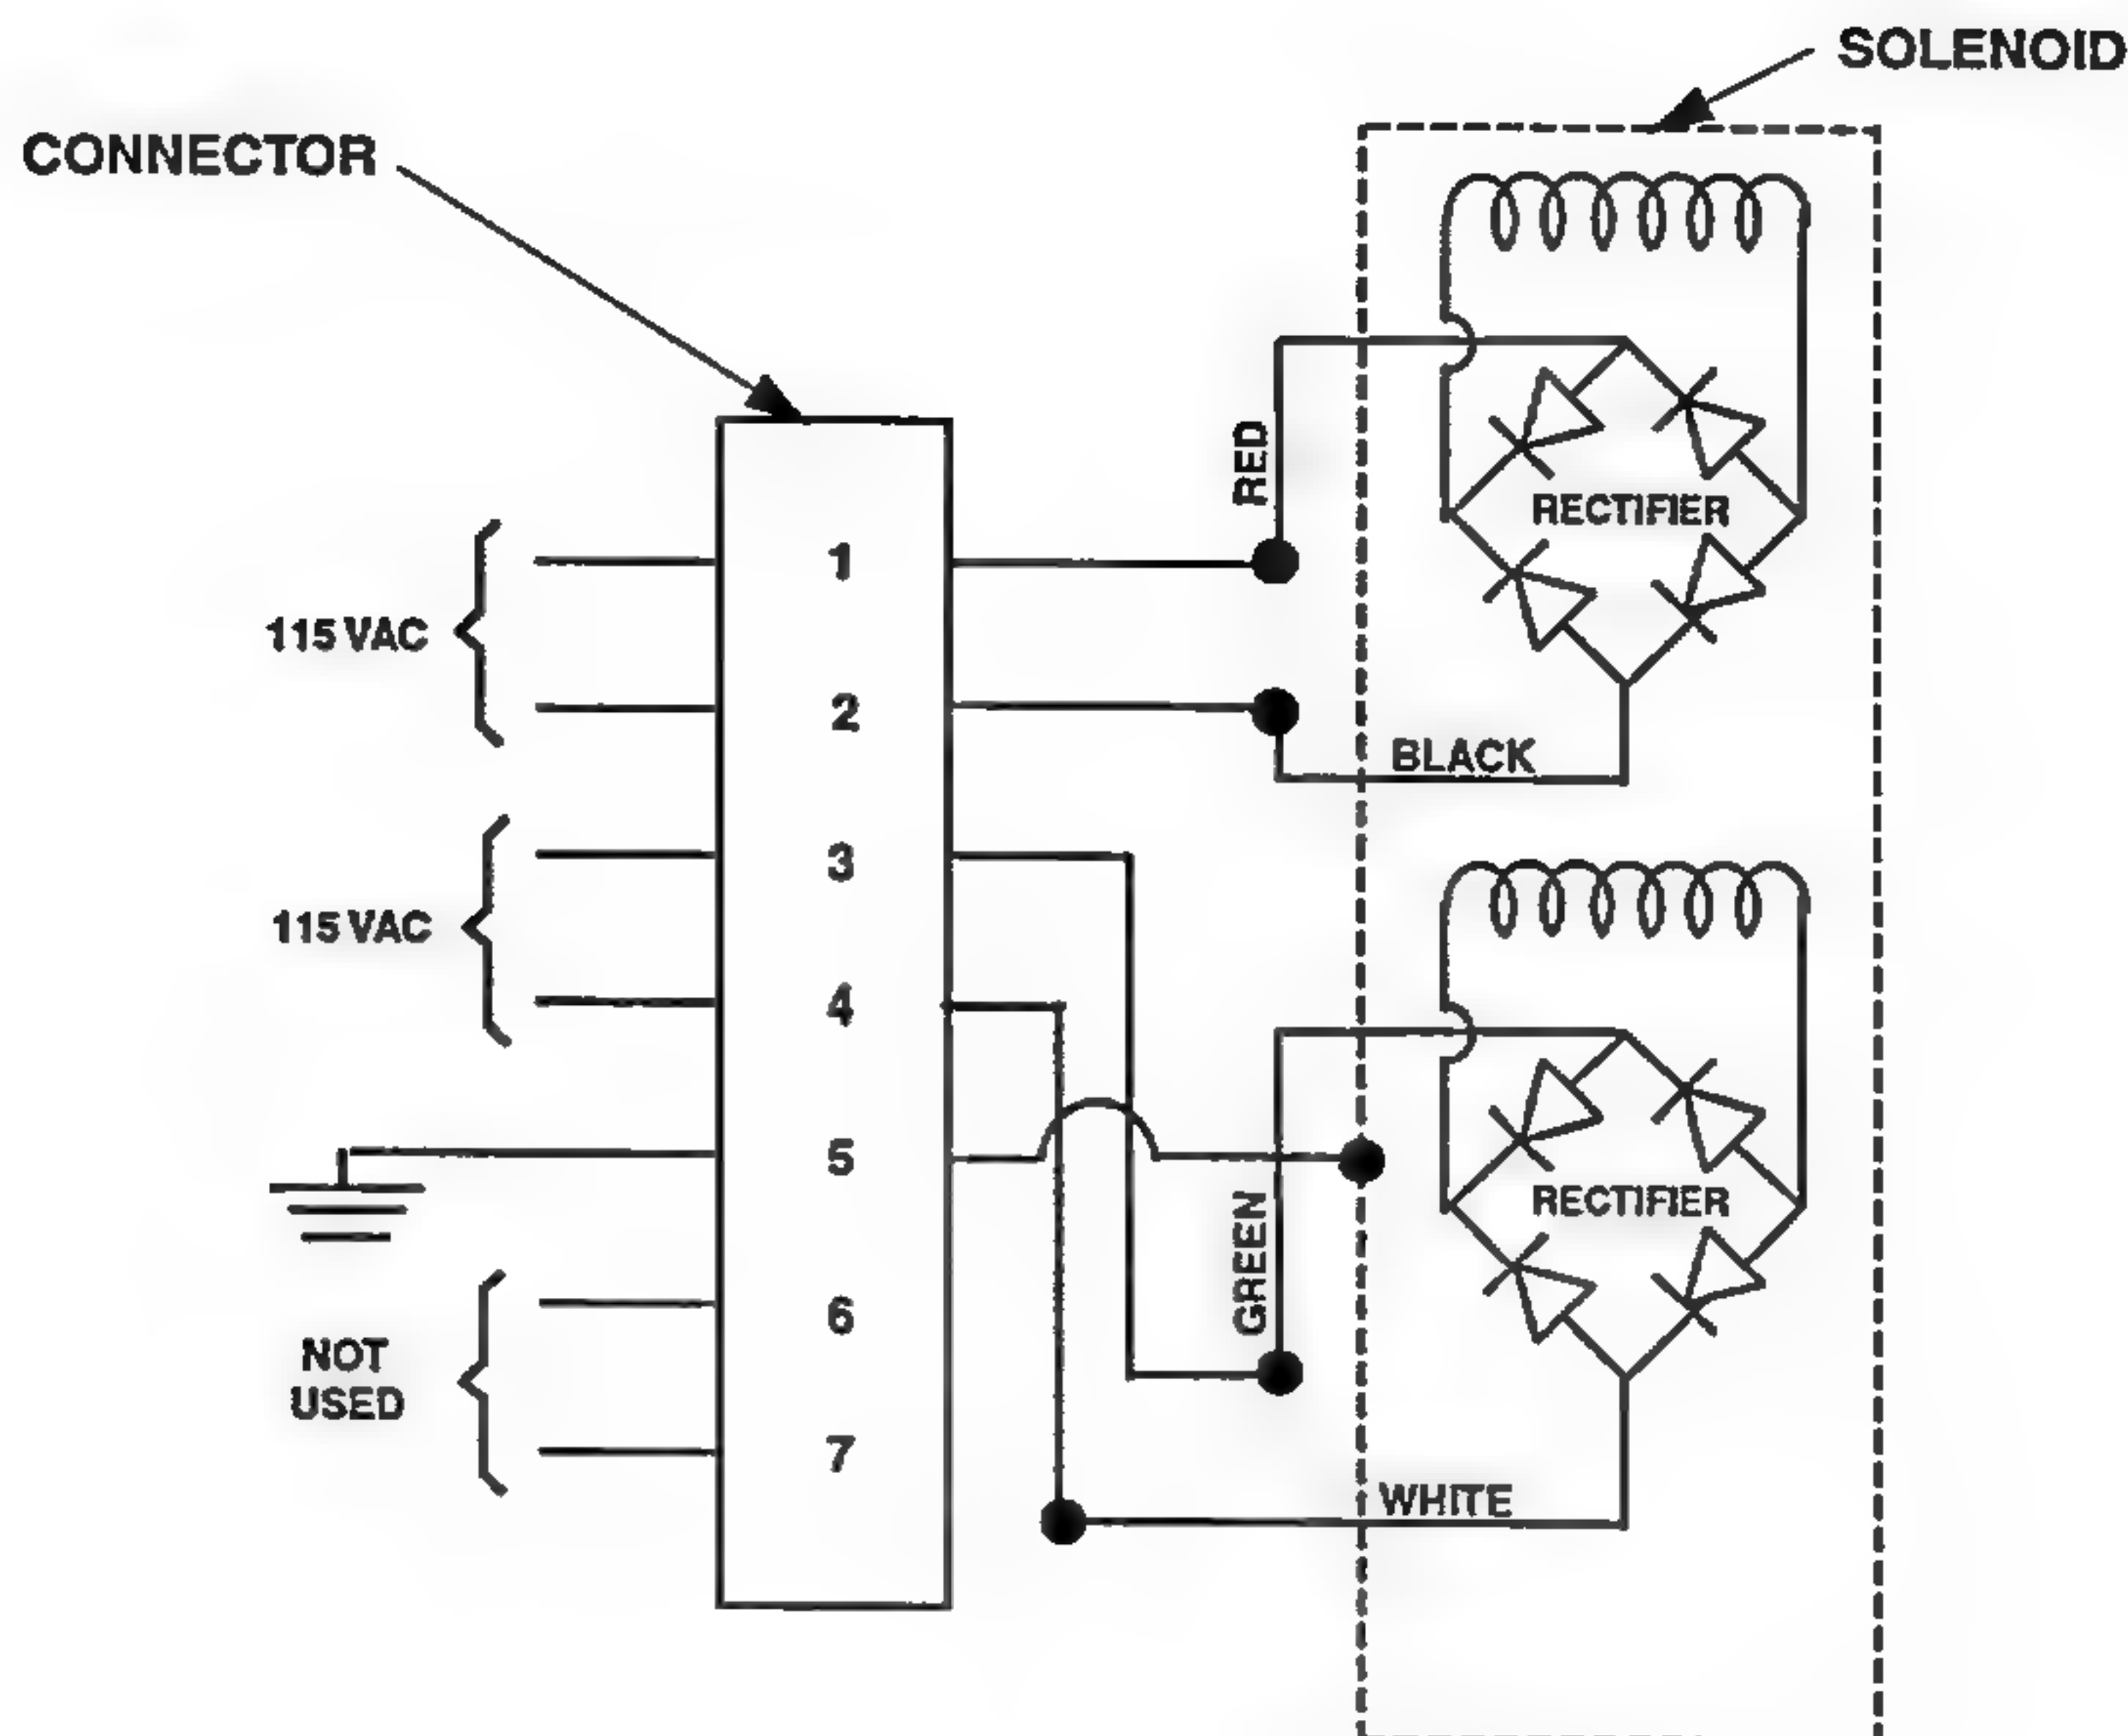 SOLENOID
CONNECTOR
RED
1
RECTIFIER
115 VAC
2
BLACK
3
115 VAC
4
5
GREEN
RECTIFIER
6
NOT
USED
7
WHITE